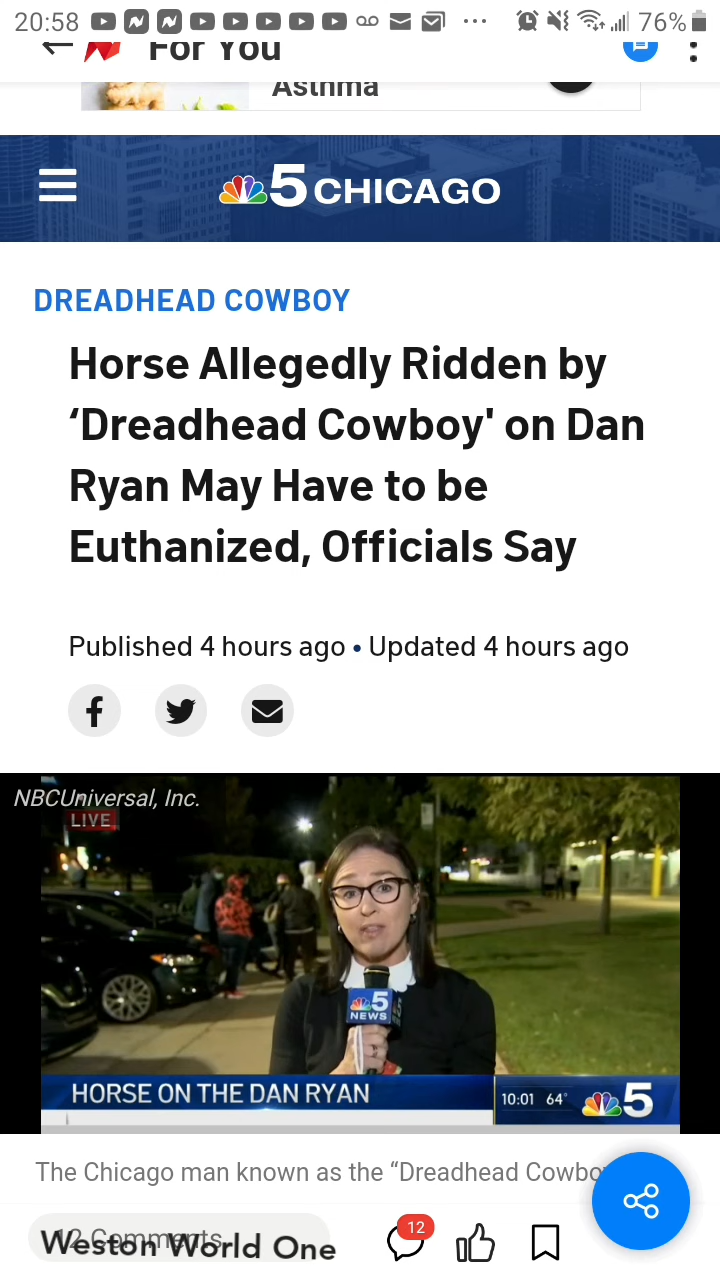 20:58
76%
For You
Asthma
5 CHICAGO
DREADHEAD COWBOY
Horse Allegedly Ridden by
‘Dreadhead Cowboy' on Dan
Ryan May Have to be
Euthanized, Officials Say
Published 4 hours ago • Updated 4 hours ago
NBCUniversal, Inc.
LIVE
5
NEWS
HORSE ON THE DAN RYAN
10:01 64° 5
The Chicago man known as the “Dreadhead Cowbo
12 Comments
Weston World One
12